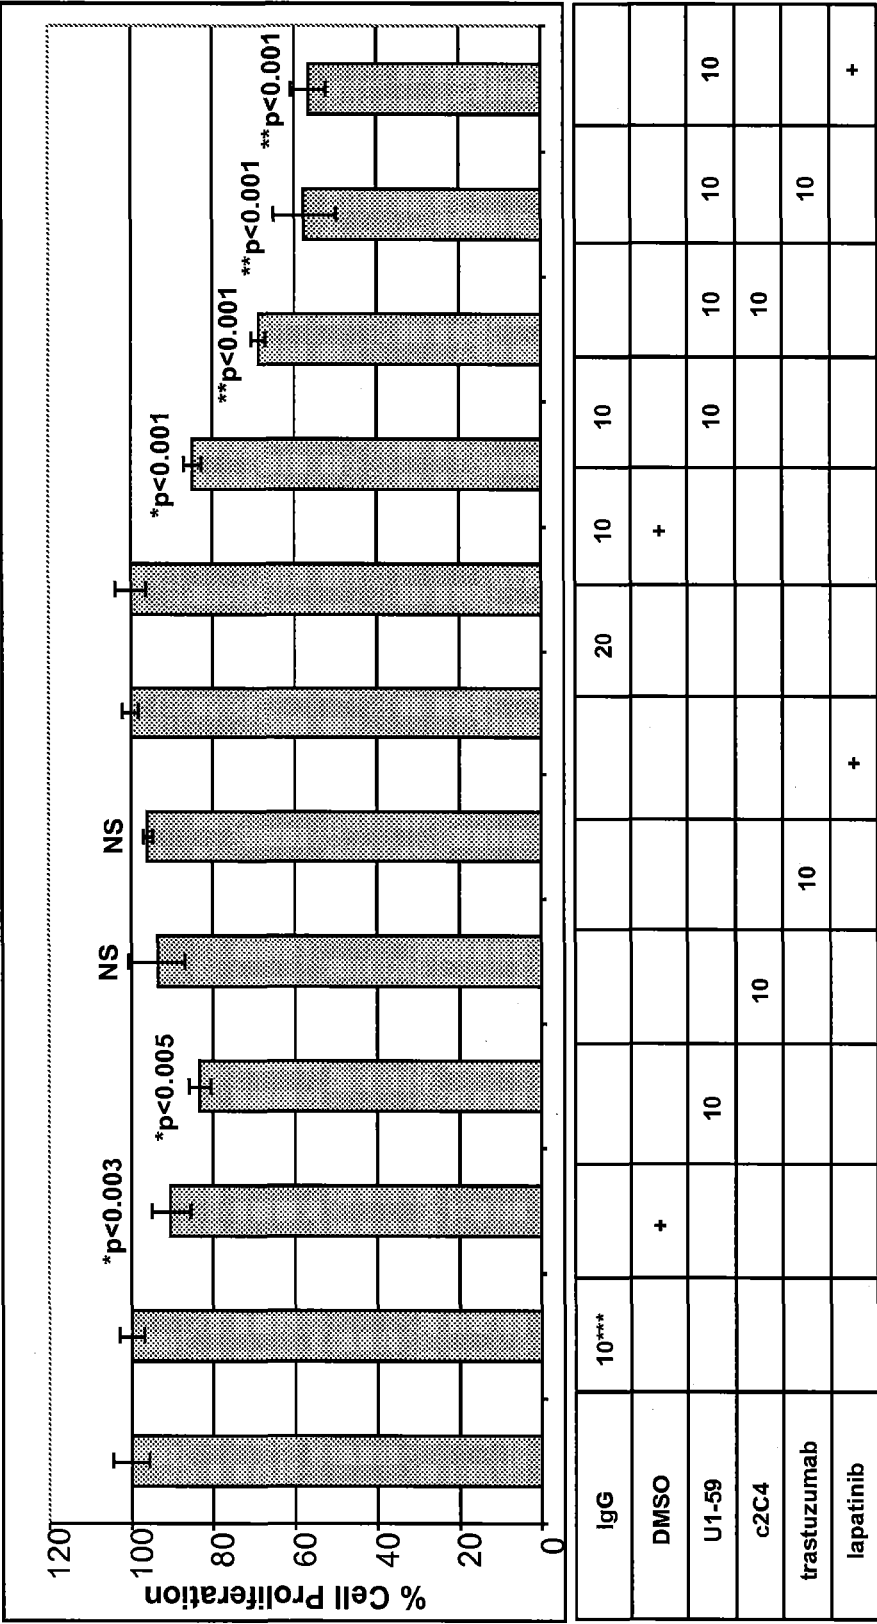 % Cell Proliferation
120
100
80
60
40
20
0
*p<0.003
*p<0.005
NS
NS
*p<0.001
**p<0.001
**p<0.001
**p<0.001
IgG 10*** 20 10 10
DMSO + +
U1-59 10 10 10 10 10
c2C4 10 10
trastuzumab 10 10
lapatinib + +